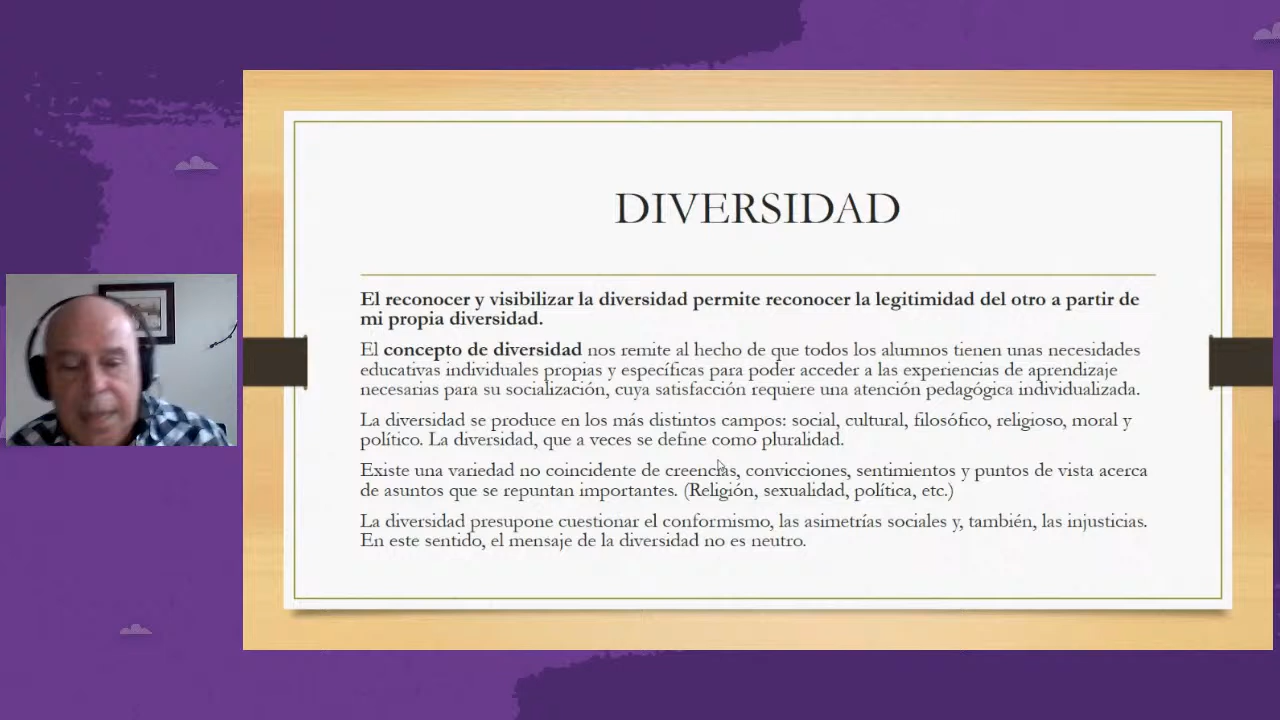 DIVERSIDAD
El reconocer y visibilizar la diversidad permite reconocer la legitimidad del otro a partir de
mi propia diversidad.
El concepto de diversidad nos remite al hecho de que todos los alumnos tienen unas necesidades
educativas individuales propias y específicas para poder acceder a las experiencias de aprendizaje
necesarias para su socialización, cuya satisfacción requiere una atención pedagógica individualizada.
La diversidad se produce en los más distintos campos: social, cultural, filosófico, religioso, moral y
político. La diversidad, que a veces se define como pluralidad.
Existe una variedad no coincidente de creencias, convicciones, sentimientos y puntos de vista acerca
de asuntos que se repuntan importantes. (Religión, sexualidad, política, etc.)
La diversidad presupone cuestionar el conformismo, las asimetrías sociales y, también, las injusticias.
En este sentido, el mensaje de la diversidad no es neutro.